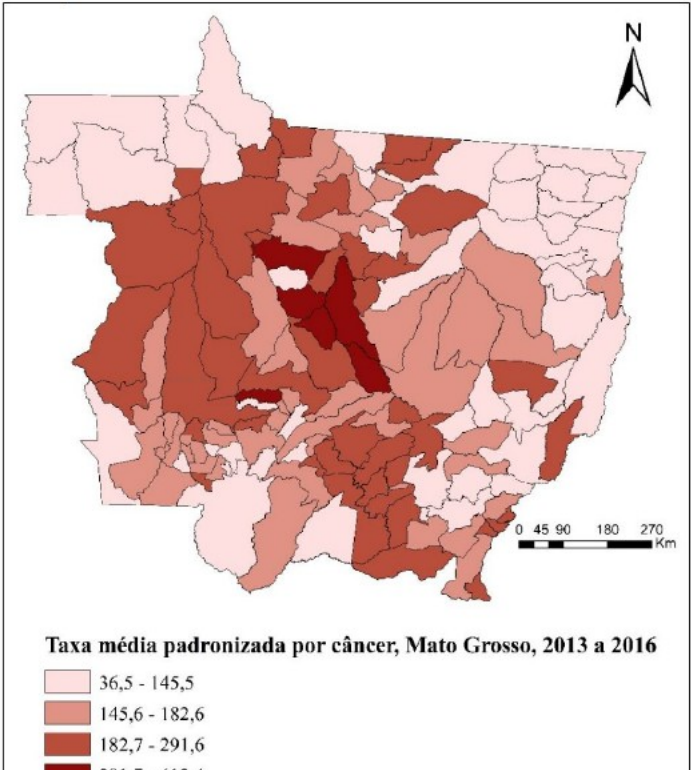 N
0 45 90 180 270
Km
Taxa média padronizada por câncer, Mato Grosso, 2013 a 2016
36,5 - 145,5
145,6 - 182,6
182,7 - 291,6